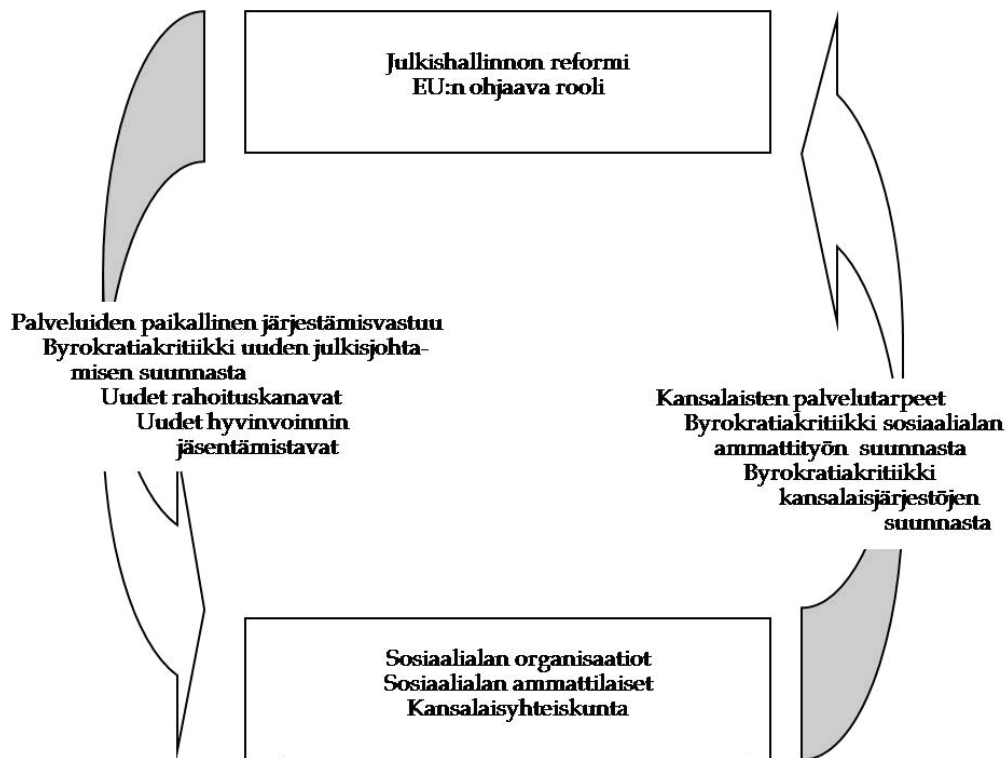 Julkishallinnon reformi
EU:n ohjaava rooli
Palveluiden paikallinen järjestämisvastuu
Byrokratiakritiikki uuden julkisjohta-
misen suunnasta
Uudet rahoituskanavat
Uudet hyvinvoinnin
jäsentämistavat
Kansalaisten palvelutarpeet
Byrokratiakritiikki sosiaalialan
ammattityön suunnasta
Byrokratiakritiikki
kansalaisjärjestöjen
suunnasta
Sosiaalialan organisaatiot
Sosiaalialan ammattilaiset
Kansalaisyhteiskunta